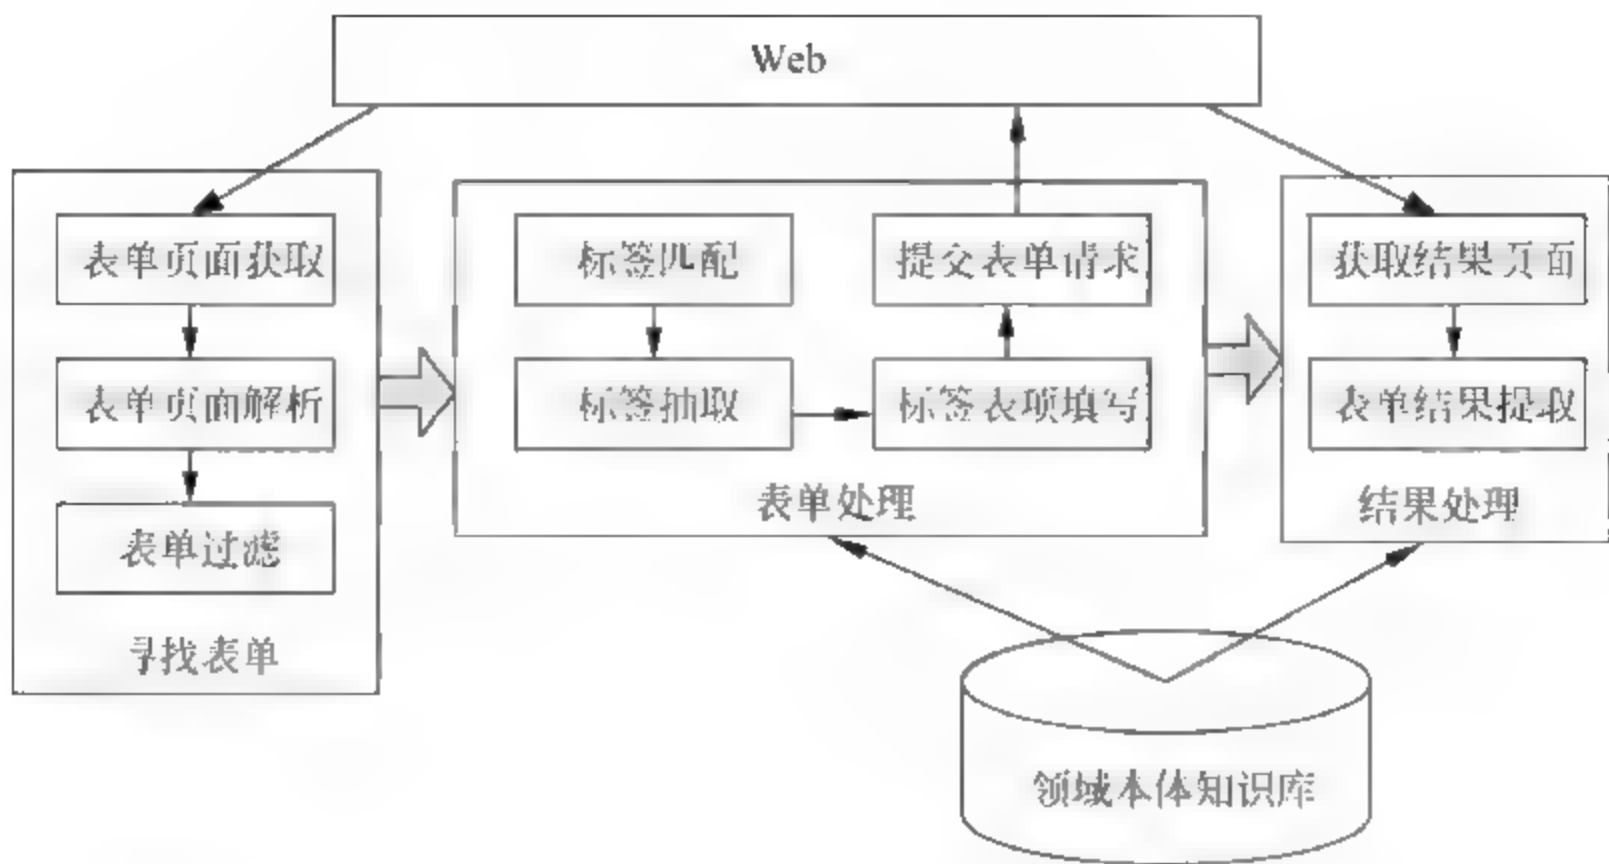 Web
表单页面获取
表单页面解析
表单过滤
寻找表单
标签匹配
标签抽取
提交表单请求
标签表项填写
表单处理
获取结果页面
表单结果提取
结果处理
领域本体知识库